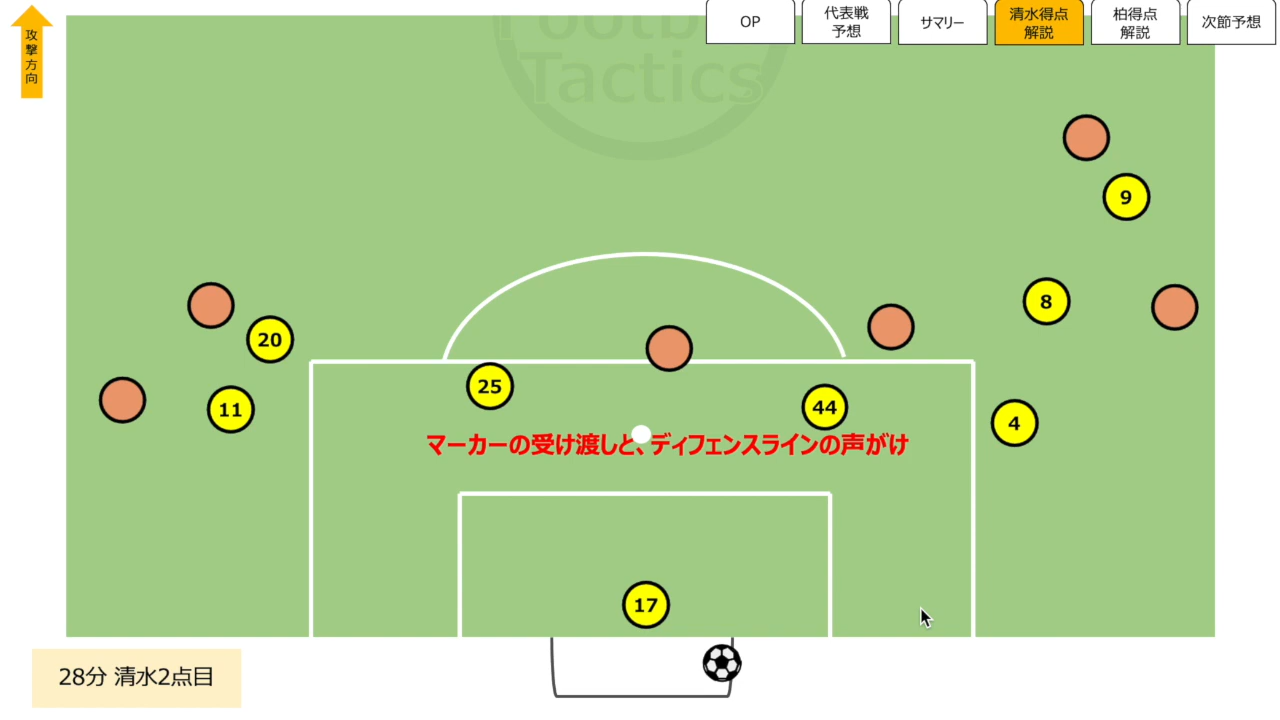 攻
撃
方
向
OP
代表戦
予想
サマリー
清水得点
解説
柏得点
解説
次節予想
Tactics
9
8
20
25
44
11
4
マーカーの受け渡しと、ディフェンスラインの声がけ
17
28分 清水2点目